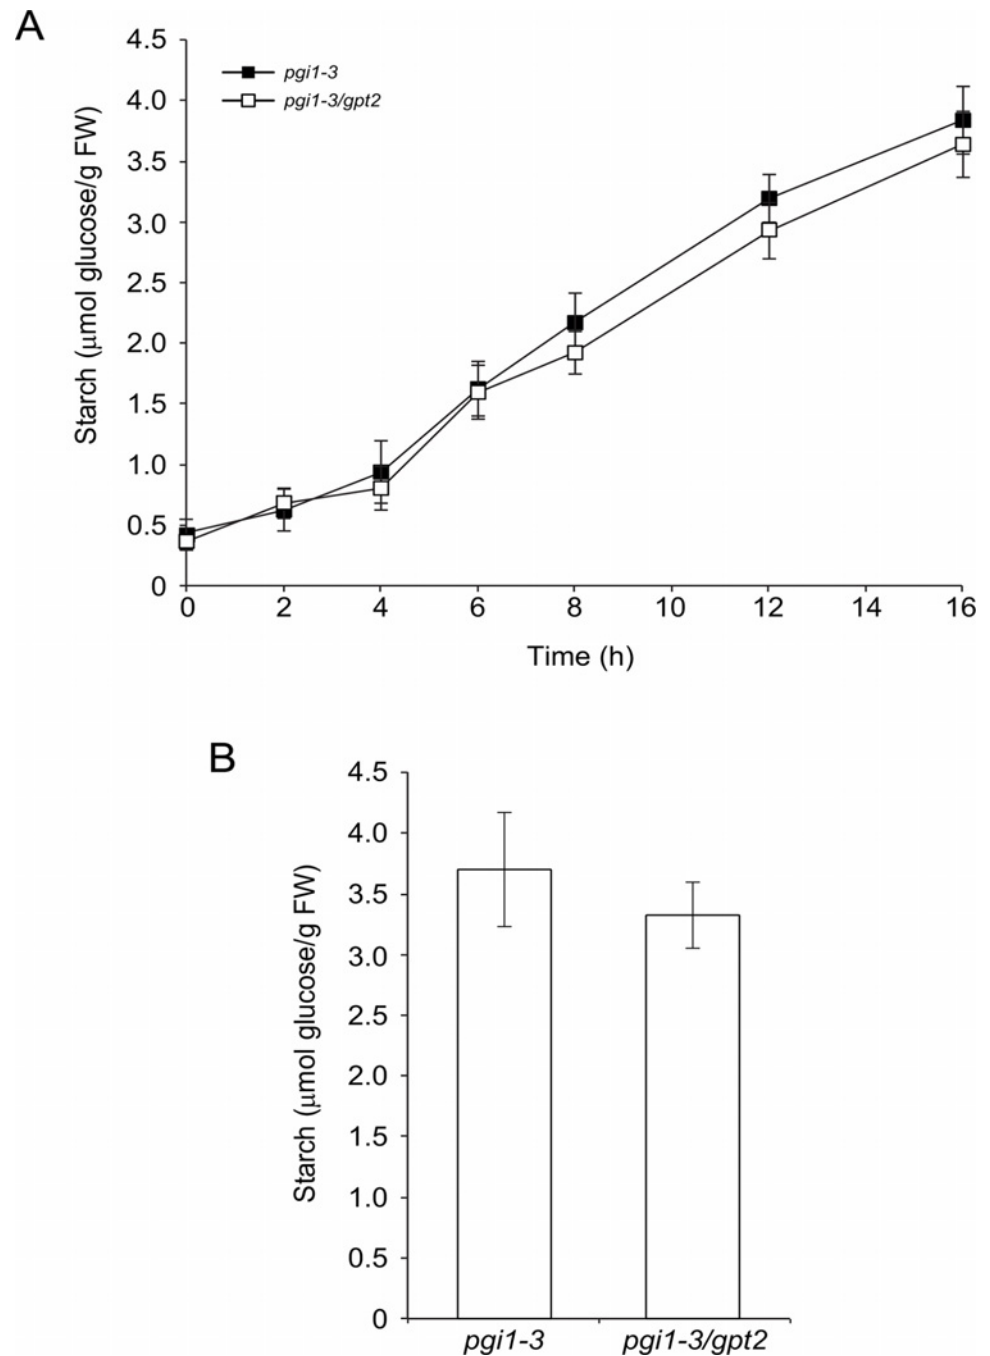 A
Starch (μmol glucose/g FW)
4.5
4.0
3.5
3.0
2.5
2.0
1.5
1.0
0.5
0
pgi1-3
pgi1-3/gpt2
0 2 4 6 8 10 12 14 16
Time (h)
B
Starch (μmol glucose/g FW)
4.5
4.0
3.5
3.0
2.5
2.0
1.5
1.0
0.5
0
pgi1-3 pgi1-3/gpt2